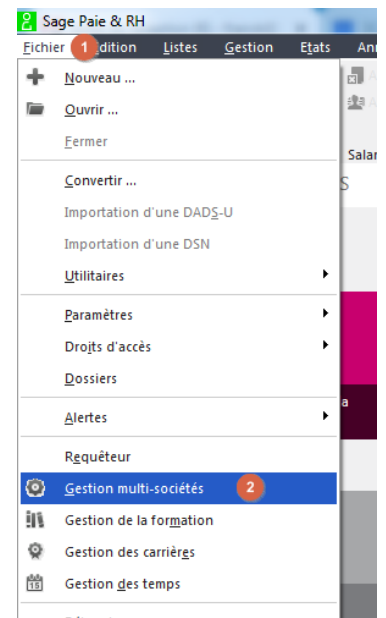 Sage Paie & RH
Fichier 1 dition Listes Gestion Etats
Nouveau ...
Ouvrir ...
Fermer
Salar
Convertir ...
S
Importation d'une DADS-U
Importation d'une DSN
Utilitaires
Paramètres
Droits d'accès
Dossiers
a
Alertes
Requêteur
Gestion multi-sociétés 2
Gestion de la formation
Gestion des carrières
15 Gestion des temps